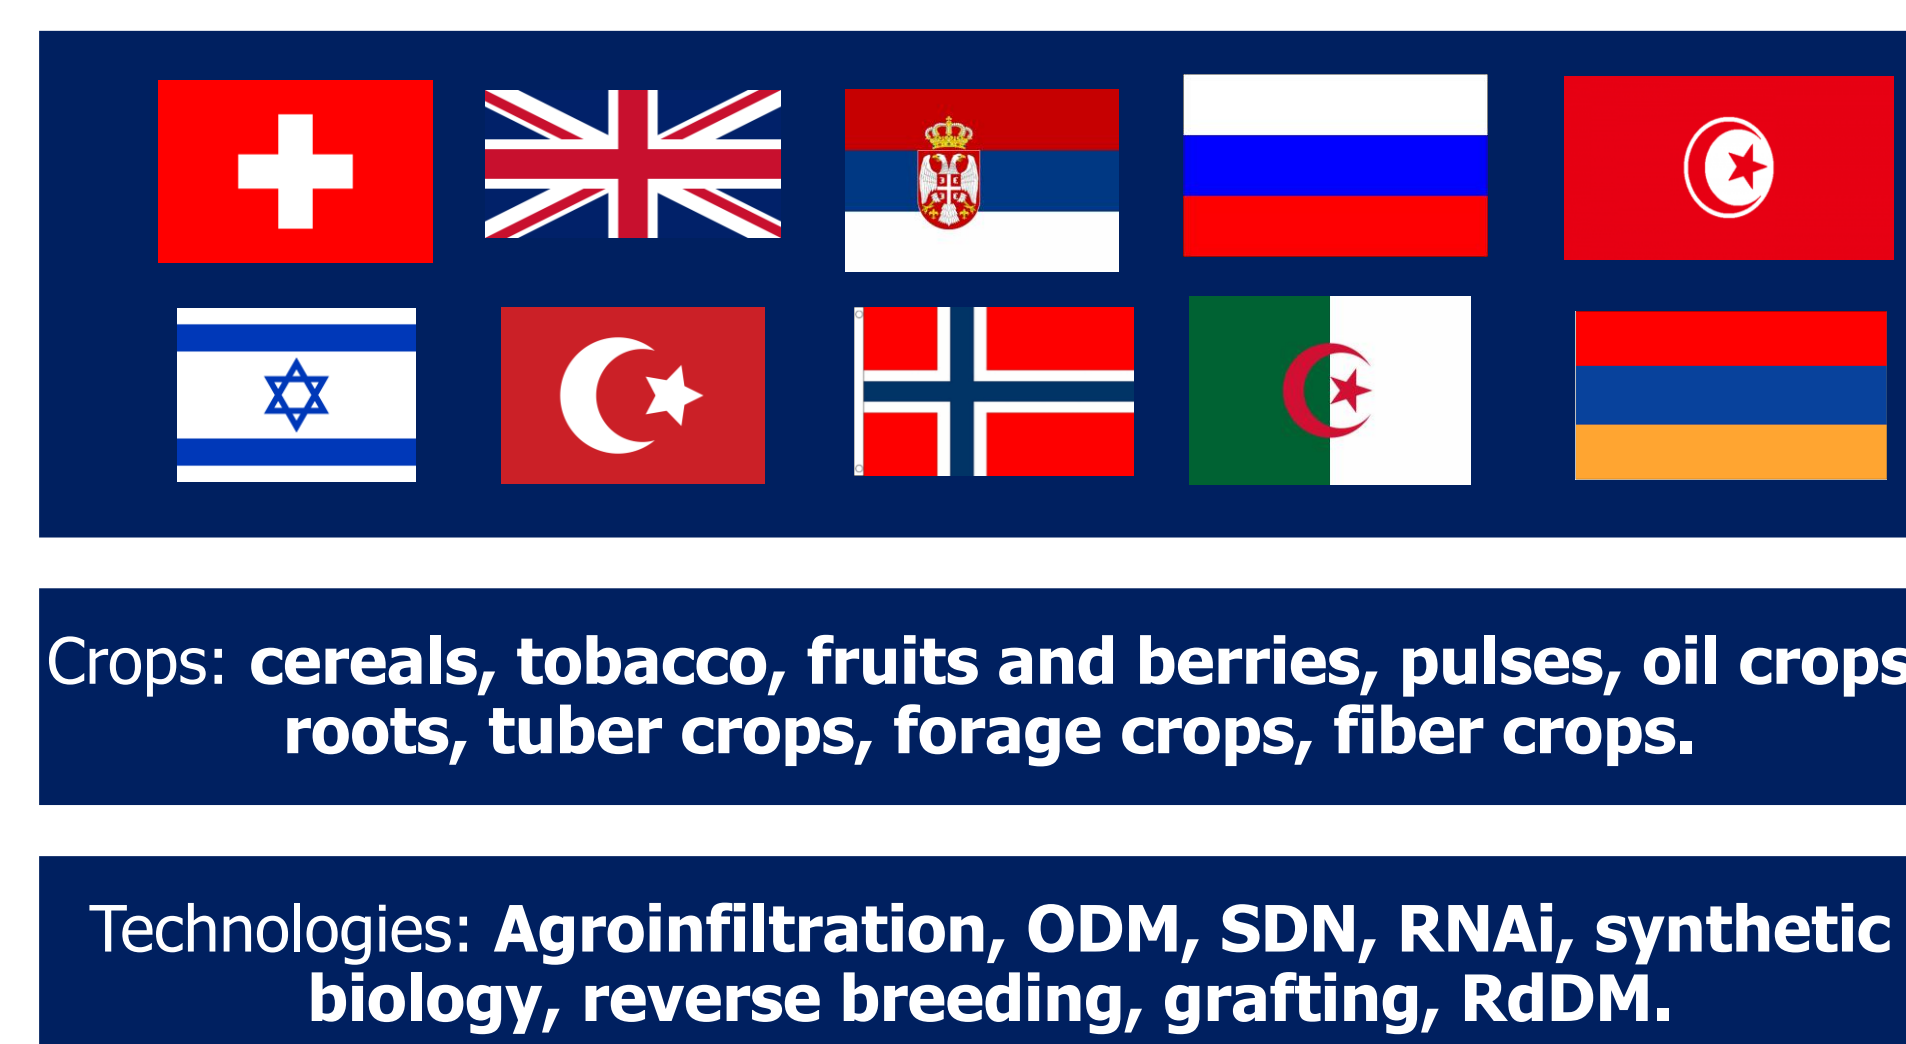 Crops: cereals, tobacco, fruits and berries, pulses, oil crops
roots, tuber crops, forage crops, fiber crops.
Technologies: Agroinfiltration, ODM, SDN, RNAi, synthetic
biology, reverse breeding, grafting, RdDM.